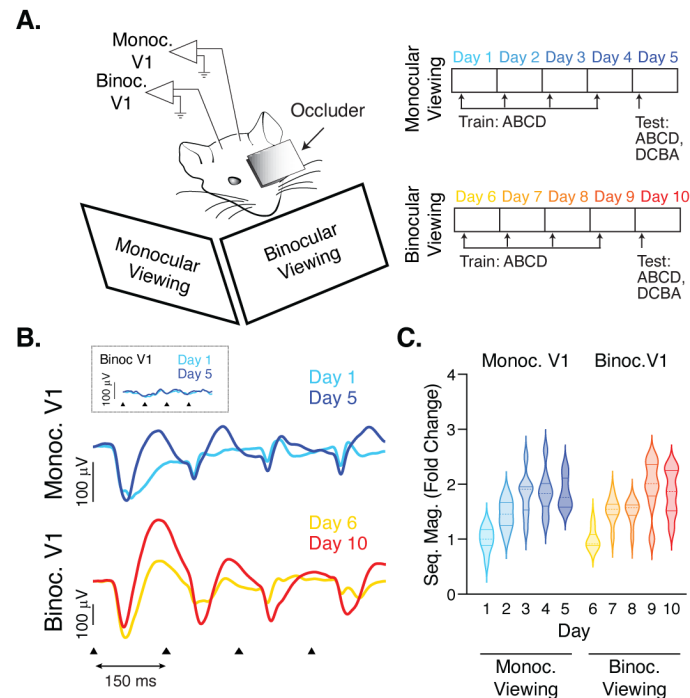 A.
Monoc.
V1
Binoc.
V1
Occluder
Monocular
Viewing
Binocular
Viewing
Monocular
Viewing
Day 1 Day 2 Day 3 Day 4 Day 5
Train: ABCD
Test:
ABCD,
DCBA
Binocular
Viewing
Day 6 Day 7 Day 8 Day 9 Day 10
Train: ABCD
Test:
ABCD,
DCBA
B.
Binoc V1
Day 1
Day 5
100 μV
Monoc. V1
Day 1
Day 5
100 μV
Binoc. V1
Day 6
Day 10
100 μV
150 ms
C.
Monoc. V1 Binoc.V1
Seq. Mag. (Fold Change)
4
3
2
1
0
1 2 3 4 5 6 7 8 9 10
Day
Monoc.
Viewing
Binoc.
Viewing